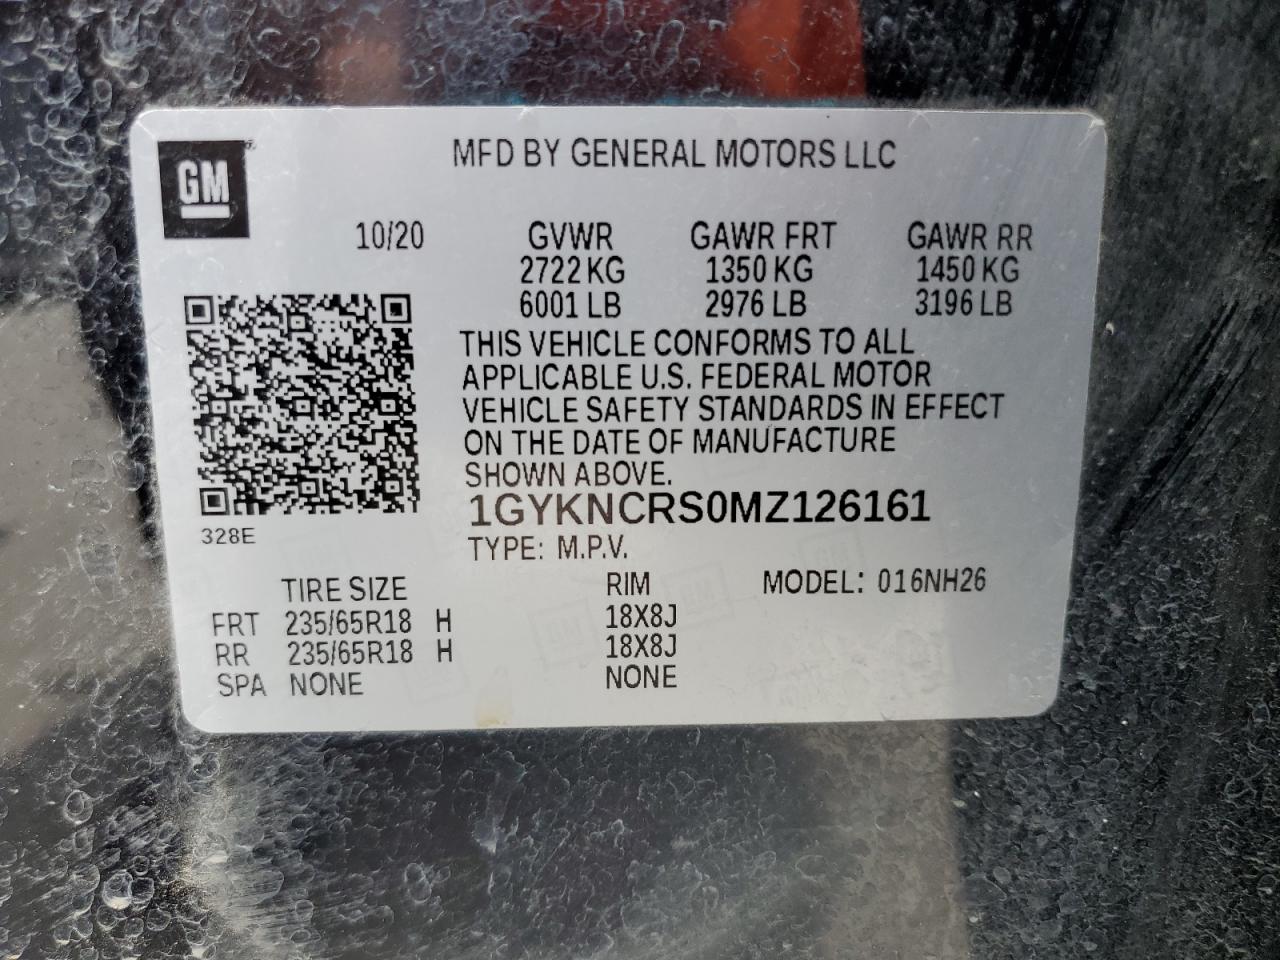 GM
MFD BY GENERAL MOTORS LLC
10/20 GVWR GAWR FRT GAWR RR
2722 KG 1350 KG 1450 KG
6001 LB 2976 LB 3196 LB
THIS VEHICLE CONFORMS TO ALL
APPLICABLE U.S. FEDERAL MOTOR
VEHICLE SAFETY STANDARDS IN EFFECT
ON THE DATE OF MANUFACTURE
SHOWN ABOVE.
1GYKNCRS0MZ126161
328E
TYPE: M.P.V.
TIRE SIZE RIM MODEL: 016NH26
FRT 235/65R18 H 18X8J
RR 235/65R18 H 18X8J
SPA NONE NONE